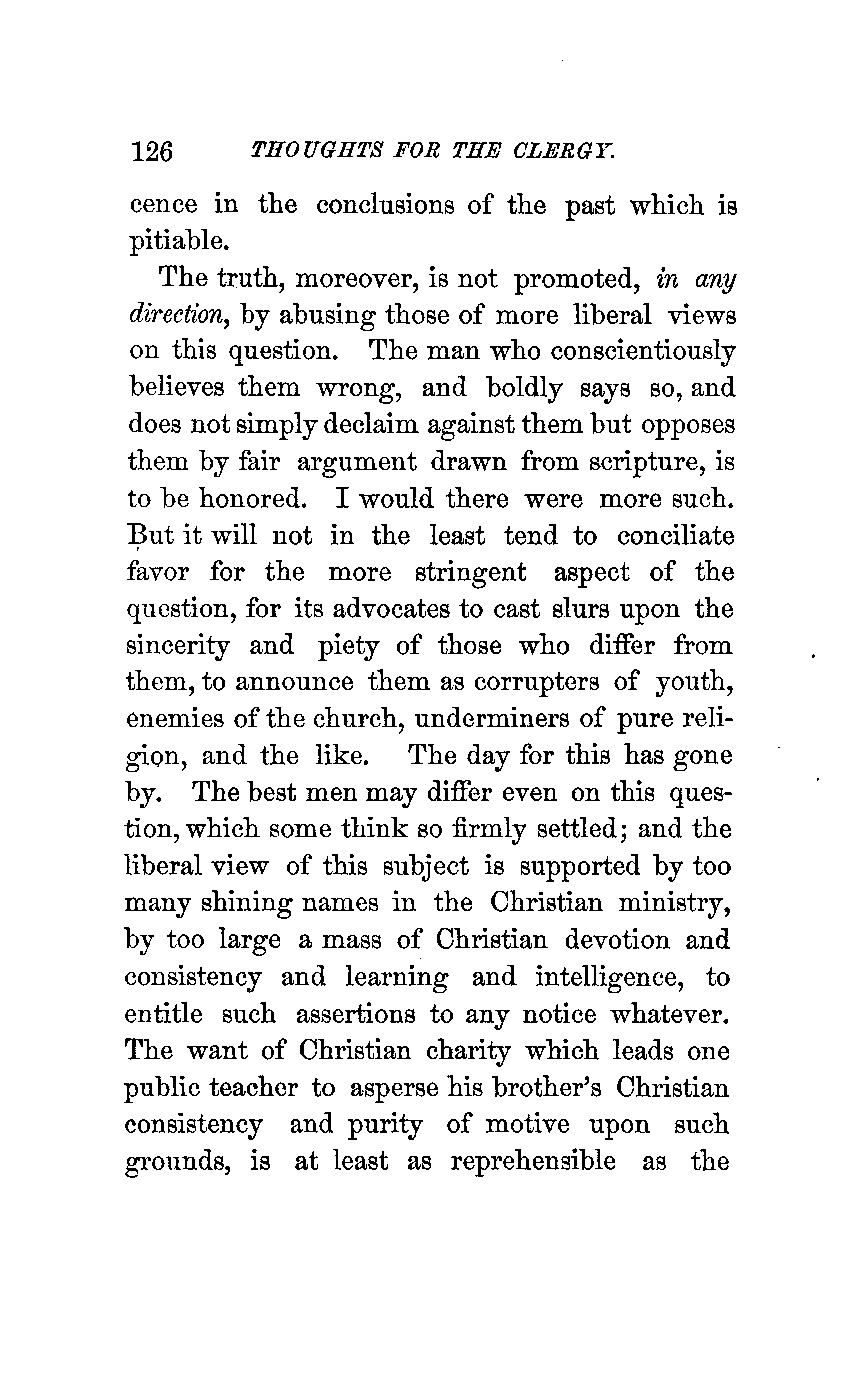 126 THOUGHTS FOR THE CLERGY.
cence in the conclusions of the past which is
pitiable.
The truth, moreover, is not promoted, in any
direction, by abusing those of more liberal views
on this question. The man who conscientiously
believes them wrong, and boldly says so, and
does not simply declaim against them but opposes
them by fair argument drawn from scripture, is
to be honored. I would there were more such.
But it will not in the least tend to conciliate
favor for the more stringent aspect of the
question, for its advocates to cast slurs upon the
sincerity and piety of those who differ from
them, to announce them as corrupters of youth,
enemies of the church, underminers of pure reli-
gion, and the like. The day for this has gone
by. The best men may differ even on this ques-
tion, which some think so firmly settled; and the
liberal view of this subject is supported by too
many shining names in the Christian ministry,
by too large a mass of Christian devotion and
consistency and learning and intelligence, to
entitle such assertions to any notice whatever.
The want of Christian charity which leads one
public teacher to asperse his brother's Christian
consistency and purity of motive upon such
grounds, is at least as reprehensible as the